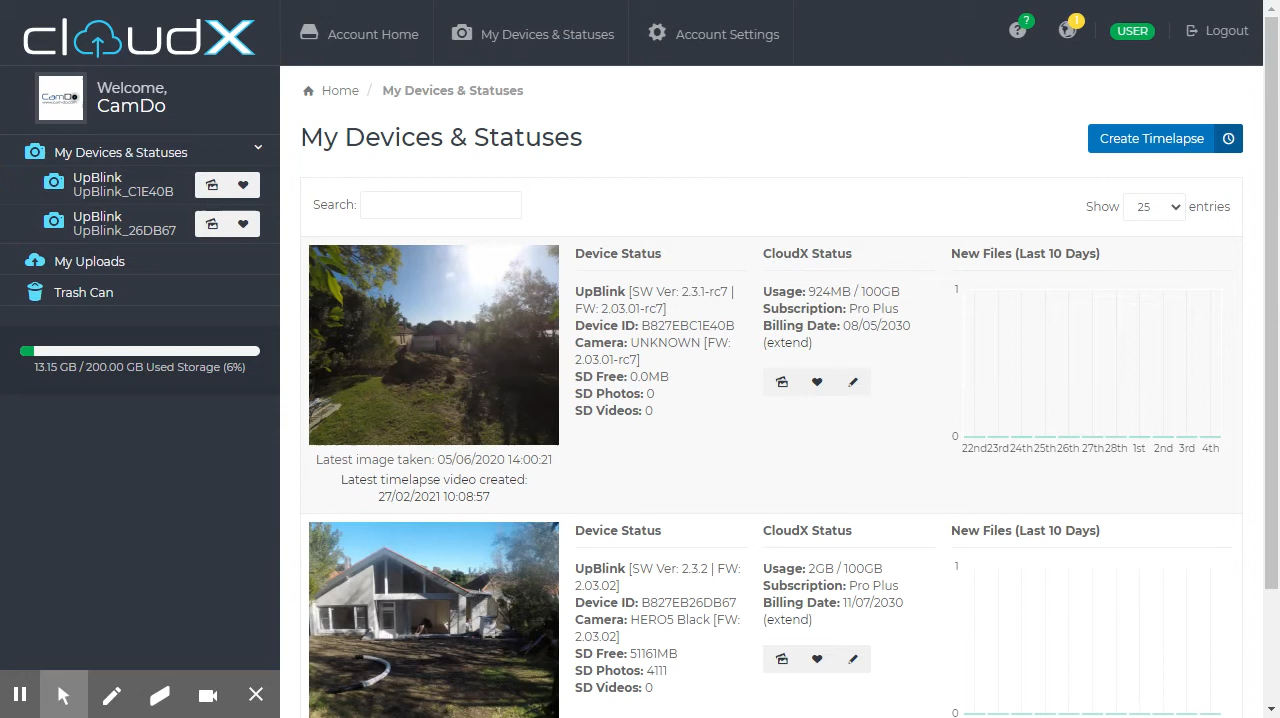 cloudX
Account Home
My Devices & Statuses
Account Settings
?
!
USER
Logout
CamDo
Welcome,
CamDo
My Devices & Statuses
UpBlink
UpBlink_C1E40B
UpBlink
UpBlink_26DB67
My Uploads
Trash Can
13.15 GB / 200.00 GB Used Storage (6%)
Home / My Devices & Statuses
My Devices & Statuses
Create Timelapse
Search:
Show 25 entries
Latest image taken: 05/06/2020 14:00:21
Latest timelapse video created:
27/02/2021 10:08:57
Device Status
UpBlink [SW Ver: 2.3.1-rc7 |
FW: 2.03.01-rc7]
Device ID: B827EBC1E40B
Camera: UNKNOWN [FW:
2.03.01-rc7]
SD Free: 0.0MB
SD Photos: 0
SD Videos: 0
CloudX Status
Usage: 924MB / 100GB
Subscription: Pro Plus
Billing Date: 08/05/2030
(extend)
New Files (Last 10 Days)
1
0
22nd 23rd 24th 25th 26th 27th 28th 1st 2nd 3rd 4th
Device Status
UpBlink [SW Ver: 2.3.2 | FW:
2.03.02]
Device ID: B827EB26DB67
Camera: HERO5 Black [FW:
2.03.02]
SD Free: 51161MB
SD Photos: 4111
SD Videos: 0
CloudX Status
Usage: 2GB / 100GB
Subscription: Pro Plus
Billing Date: 11/07/2030
(extend)
New Files (Last 10 Days)
1
0